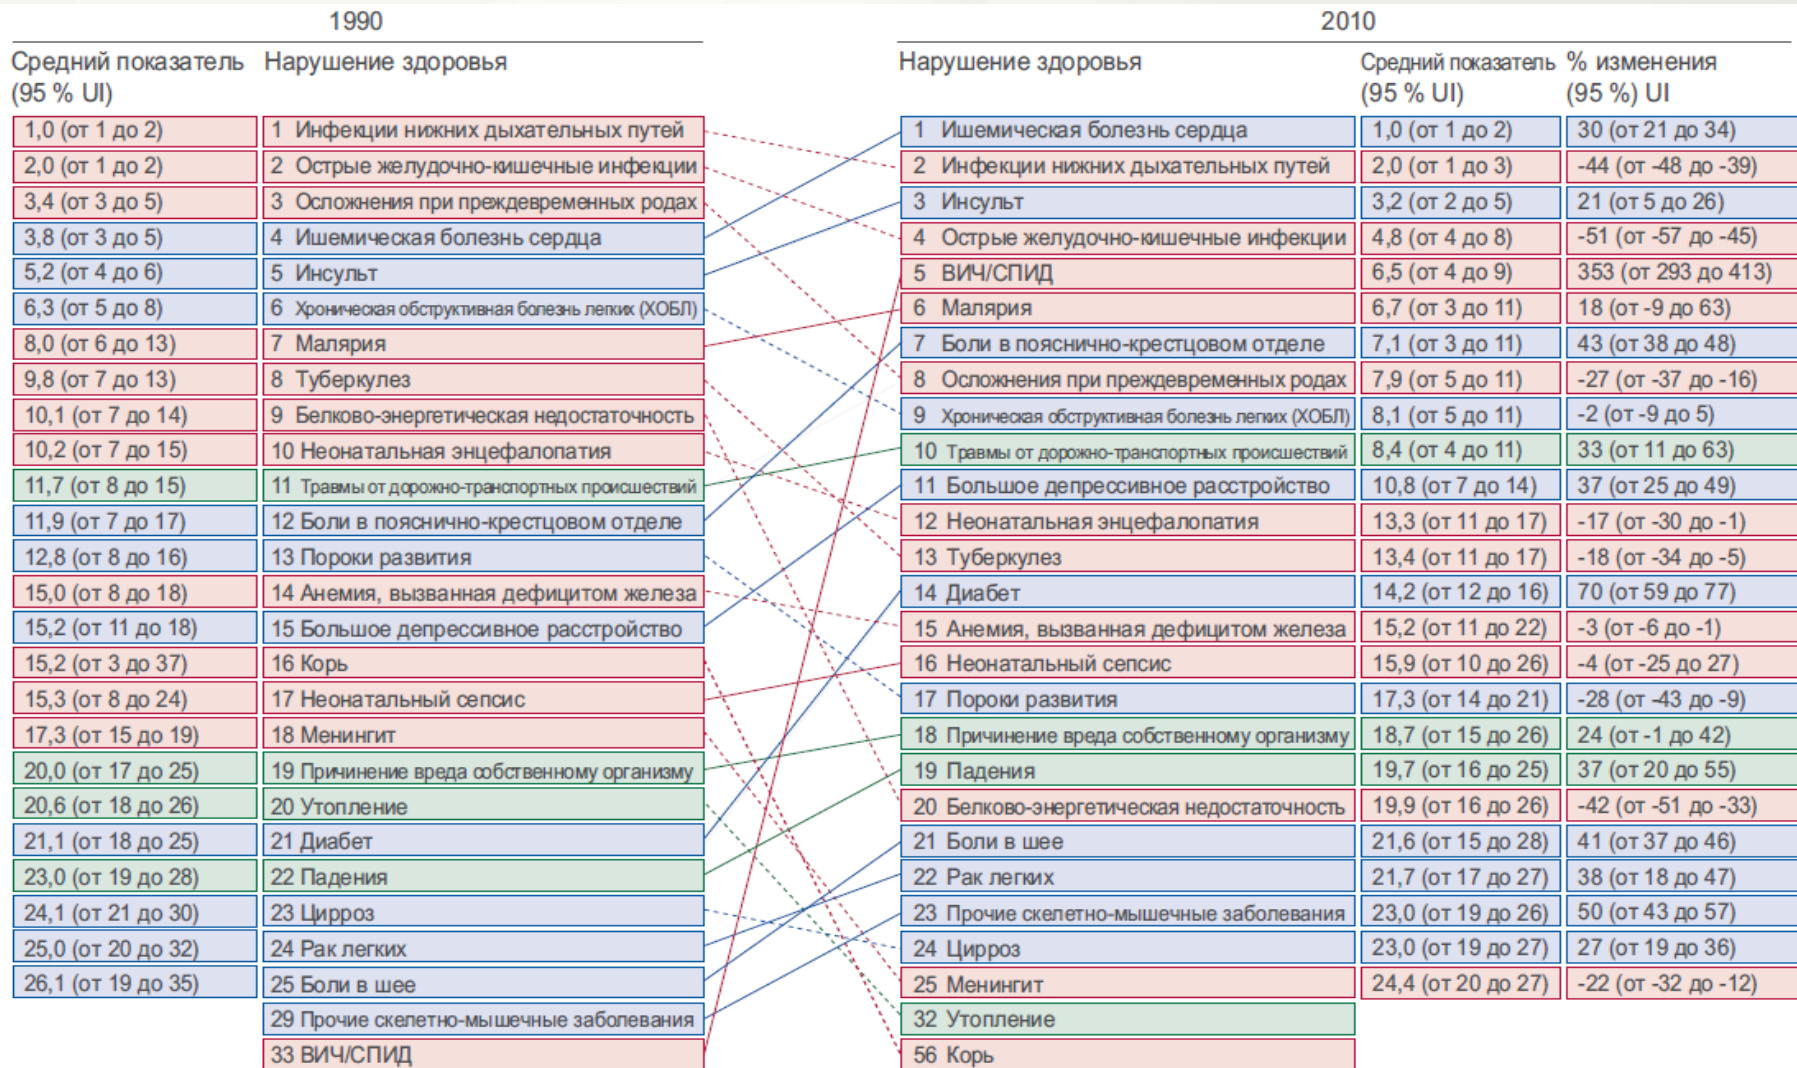 1990
2010
Средний показатель Нарушение здоровья Нарушение здоровья Средний показатель % изменения
(95 % UI) (95 % UI) (95 %) UI
1,0 (от 1 до 2) 1 Инфекции нижних дыхательных путей 1 Ишемическая болезнь сердца 1,0 (от 1 до 2) 30 (от 21 до 34)
2,0 (от 1 до 2) 2 Острые желудочно-кишечные инфекции 2 Инфекции нижних дыхательных путей 2,0 (от 1 до 3) -44 (от -48 до -39)
3,4 (от 3 до 5) 3 Осложнения при преждевременных родах 3 Инсульт 3,2 (от 2 до 5) 21 (от 5 до 26)
3,8 (от 3 до 5) 4 Ишемическая болезнь сердца 4 Острые желудочно-кишечные инфекции 4,8 (от 4 до 8) -51 (от -57 до -45)
5,2 (от 4 до 6) 5 Инсульт 5 ВИЧ/СПИД 6,5 (от 4 до 9) 353 (от 293 до 413)
6,3 (от 5 до 8) 6 Хроническая обструктивная болезнь легких (ХОБЛ) 6 Малярия 6,7 (от 3 до 11) 18 (от -9 до 63)
8,0 (от 6 до 13) 7 Малярия 7 Боли в пояснично-крестцовом отделе 7,1 (от 3 до 11) 43 (от 38 до 48)
9,8 (от 7 до 13) 8 Туберкулез 8 Осложнения при преждевременных родах 7,9 (от 5 до 11) -27 (от -37 до -16)
10,1 (от 7 до 14) 9 Белково-энергетическая недостаточность 9 Хроническая обструктивная болезнь легких (ХОБЛ) 8,1 (от 5 до 11) -2 (от -9 до 5)
10,2 (от 7 до 15) 10 Неонатальная энцефалопатия 10 Травмы от дорожно-транспортных происшествий 8,4 (от 4 до 11) 33 (от 11 до 63)
11,7 (от 8 до 15) 11 Травмы от дорожно-транспортных происшествий 11 Большое депрессивное расстройство 10,8 (от 7 до 14) 37 (от 25 до 49)
11,9 (от 7 до 17) 12 Боли в пояснично-крестцовом отделе 12 Неонатальная энцефалопатия 13,3 (от 11 до 17) -17 (от -30 до -1)
12,8 (от 8 до 16) 13 Пороки развития 13 Туберкулез 13,4 (от 11 до 17) -18 (от -34 до -5)
15,0 (от 8 до 18) 14 Анемия, вызванная дефицитом железа 14 Диабет 14,2 (от 12 до 16) 70 (от 59 до 77)
15,2 (от 11 до 18) 15 Большое депрессивное расстройство 15 Анемия, вызванная дефицитом железа 15,2 (от 11 до 22) -3 (от -6 до -1)
15,2 (от 3 до 37) 16 Корь 16 Неонатальный сепсис 15,9 (от 10 до 26) -4 (от -25 до 27)
15,3 (от 8 до 24) 17 Неонатальный сепсис 17 Пороки развития 17,3 (от 14 до 21) -28 (от -43 до -9)
17,3 (от 15 до 19) 18 Менингит 18 Причинение вреда собственному организму 18,7 (от 15 до 26) 24 (от -1 до 42)
20,0 (от 17 до 25) 19 Причинение вреда собственному организму 19 Падения 19,7 (от 16 до 25) 37 (от 20 до 55)
20,6 (от 18 до 26) 20 Утопление 20 Белково-энергетическая недостаточность 19,9 (от 16 до 26) -42 (от -51 до -33)
21,1 (от 18 до 25) 21 Диабет 21 Боли в шее 21,6 (от 15 до 28) 41 (от 37 до 46)
23,0 (от 19 до 28) 22 Падения 22 Рак легких 21,7 (от 17 до 27) 38 (от 18 до 47)
24,1 (от 21 до 30) 23 Цирроз 23 Прочие скелетно-мышечные заболевания 23,0 (от 19 до 26) 50 (от 43 до 57)
25,0 (от 20 до 32) 24 Рак легких 24 Цирроз 23,0 (от 19 до 27) 27 (от 19 до 36)
26,1 (от 19 до 35) 25 Боли в шее 25 Менингит 24,4 (от 20 до 27) -22 (от -32 до -12)
29 Прочие скелетно-мышечные заболевания 32 Утопление
33 ВИЧ/СПИД 56 Корь